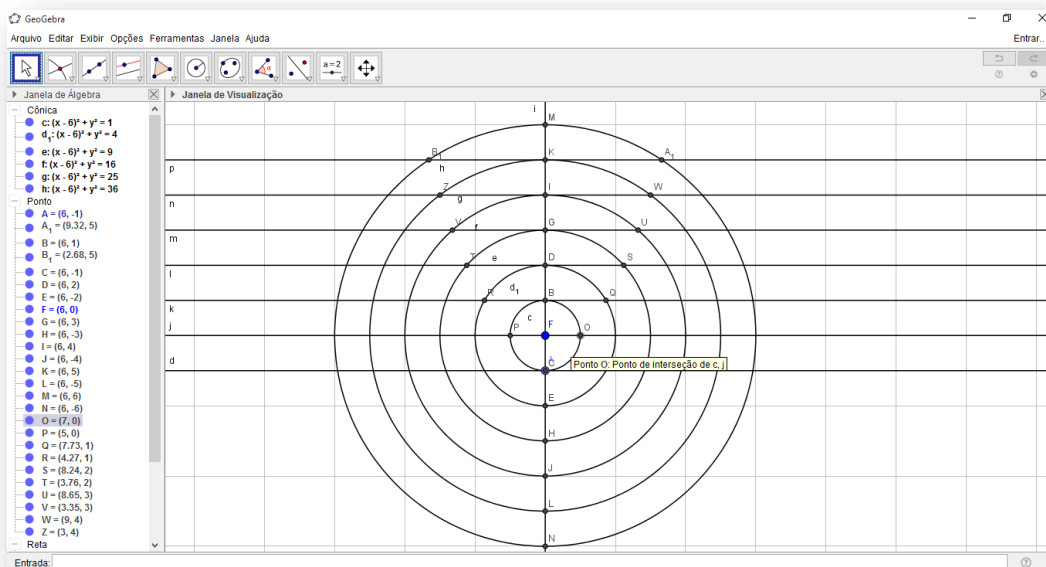 GeoGebra
Arquivo Editar Exibir Opções Ferramentas Janela Ajuda
Entrar...
a = 2
Janela de Álgebra
Janela de Visualização
Cônica
c: (x - 6)² + y² = 1
d₁: (x - 6)² + y² = 4
e: (x - 6)² + y² = 9
f: (x - 6)² + y² = 16
g: (x - 6)² + y² = 25
h: (x - 6)² + y² = 36
Ponto
A = (6, -1)
A₁ = (9.32, 5)
B = (6, 1)
B₁ = (2.68, 5)
C = (6, -1)
D = (6, 2)
E = (6, -2)
F = (6, 0)
G = (6, 3)
H = (6, -3)
I = (6, 4)
J = (6, -4)
K = (6, 5)
L = (6, -5)
M = (6, 6)
N = (6, -6)
O = (7, 0)
P = (5, 0)
Q = (7.73, 1)
R = (4.27, 1)
S = (8.24, 2)
T = (3.76, 2)
U = (8.65, 3)
V = (3.35, 3)
W = (9, 4)
Z = (3, 4)
Reta
i
M
B₁
K
A₁
p
h
Z
I
W
n
g
V
f
G
U
m
T
e
D
S
l
R
d₁
B
Q
k
c
j
P
F
O
d
C
Ponto O: Ponto de interseção de c, j
E
H
J
L
N
Entrada: